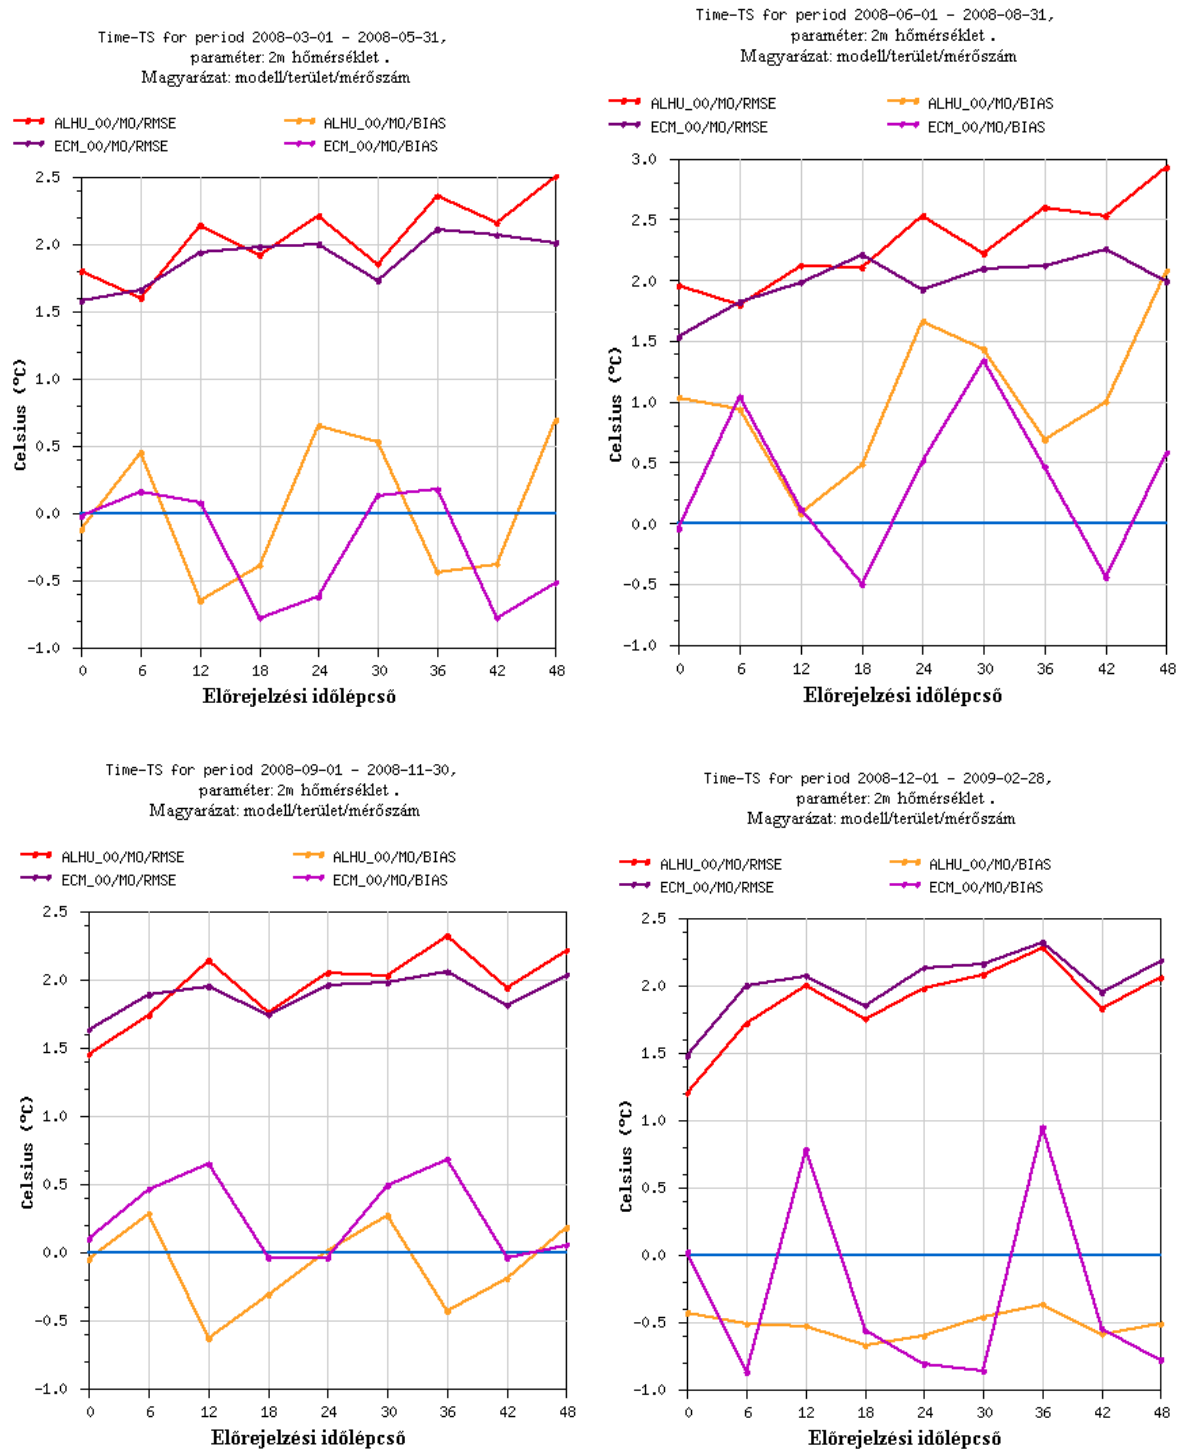 Time-TS for period 2008-03-01 - 2008-05-31,
paraméter: 2m hőmérséklet .
Magyarázat: modell/terület/mérőszám
ALHU_00/MO/RMSE ALHU_00/MO/BIAS
ECM_00/MO/RMSE ECM_00/MO/BIAS
2.5
2.0
1.5
1.0
0.5
0.0
-0.5
-1.0
Celsius (°C)
0 6 12 18 24 30 36 42 48
Előrejelzési időlépcső
Time-TS for period 2008-06-01 - 2008-08-31,
paraméter: 2m hőmérséklet .
Magyarázat: modell/terület/mérőszám
ALHU_00/MO/RMSE ALHU_00/MO/BIAS
ECM_00/MO/RMSE ECM_00/MO/BIAS
3.0
2.5
2.0
1.5
1.0
0.5
0.0
-0.5
-1.0
Celsius (°C)
0 6 12 18 24 30 36 42 48
Előrejelzési időlépcső
Time-TS for period 2008-09-01 - 2008-11-30,
paraméter: 2m hőmérséklet .
Magyarázat: modell/terület/mérőszám
ALHU_00/MO/RMSE ALHU_00/MO/BIAS
ECM_00/MO/RMSE ECM_00/MO/BIAS
2.5
2.0
1.5
1.0
0.5
0.0
-0.5
-1.0
Celsius (°C)
0 6 12 18 24 30 36 42 48
Előrejelzési időlépcső
Time-TS for period 2008-12-01 - 2009-02-28,
paraméter: 2m hőmérséklet .
Magyarázat: modell/terület/mérőszám
ALHU_00/MO/RMSE ALHU_00/MO/BIAS
ECM_00/MO/RMSE ECM_00/MO/BIAS
2.5
2.0
1.5
1.0
0.5
0.0
-0.5
-1.0
Celsius (°C)
0 6 12 18 24 30 36 42 48
Előrejelzési időlépcső